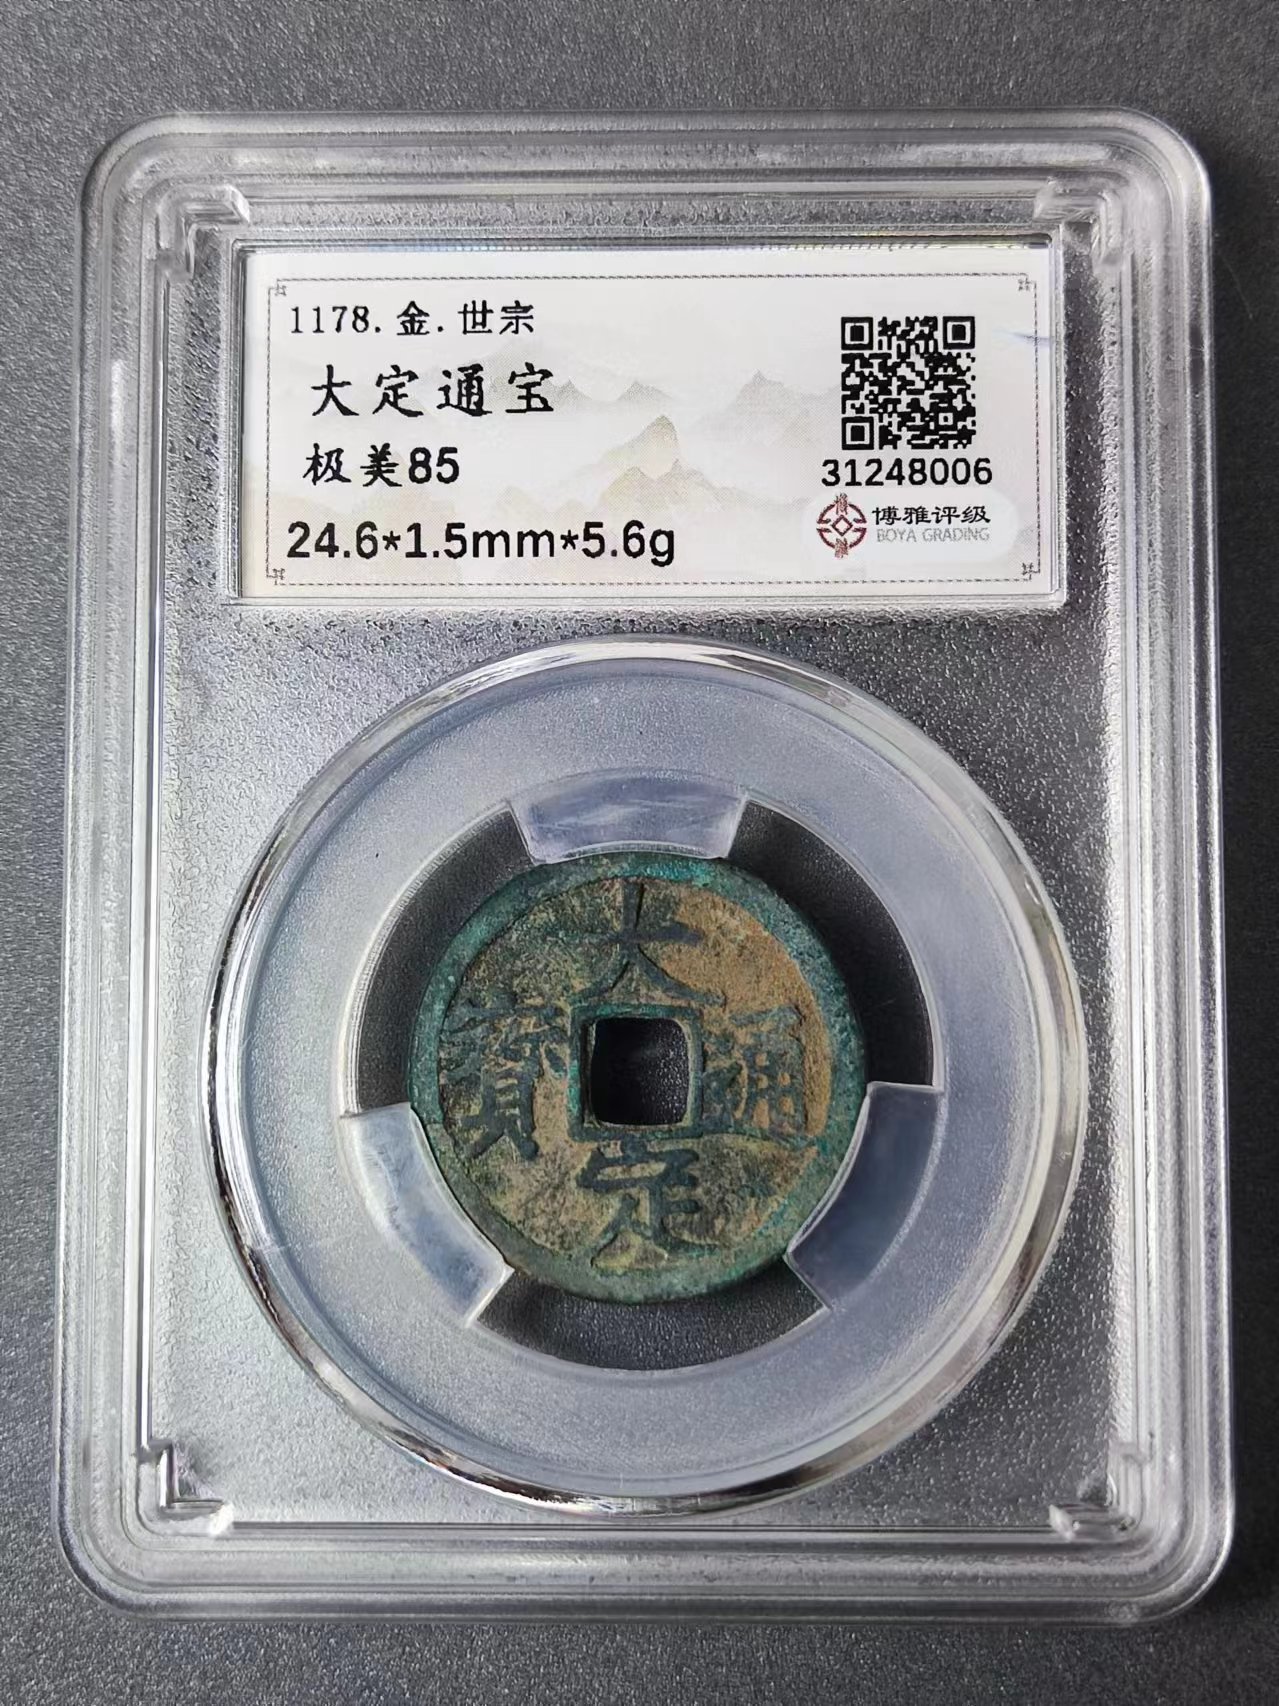 1178.金.世宗
大定通宝
极美85
24.6*1.5mm*5.6g
31248006
博雅评级
BOYA GRADING
大定通寳